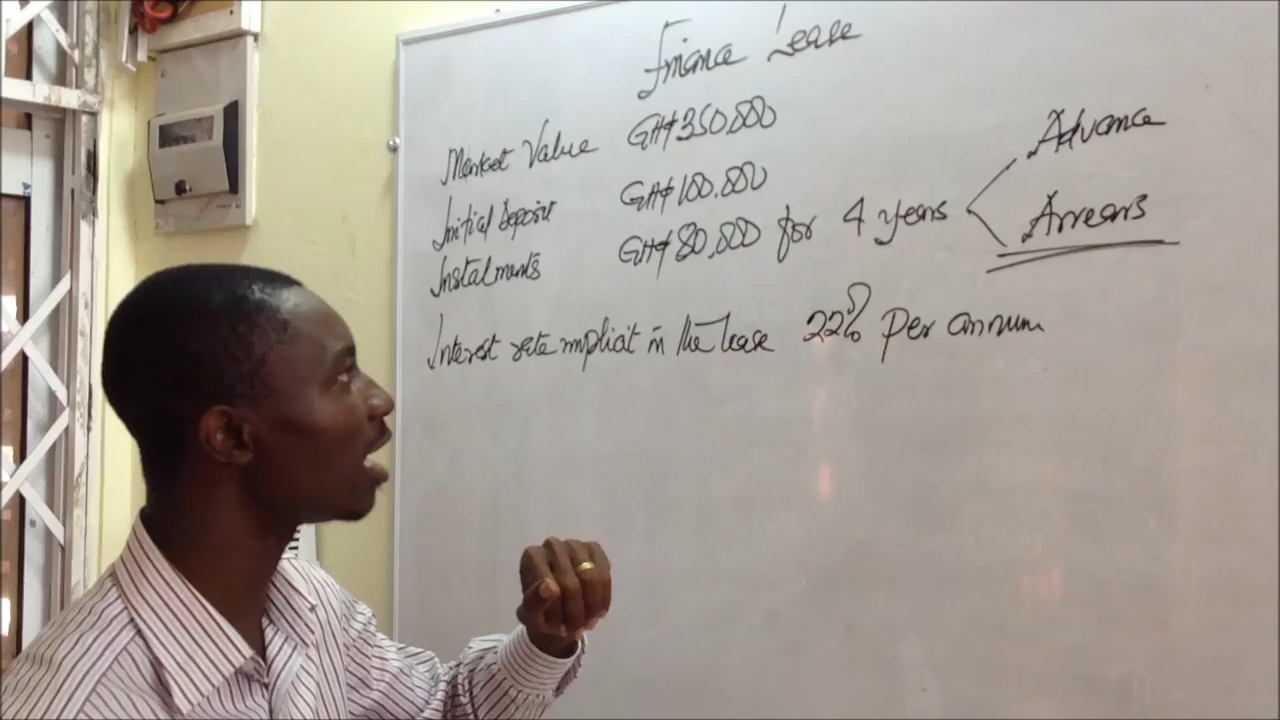 Finance Lease
Market Value GH¢ 350,000
Initial Deposit GH¢ 100,000
Instalments GH¢ 80,000 for 4 years
Advance
Arrears
Interest rate implicit in the lease 22% per annum